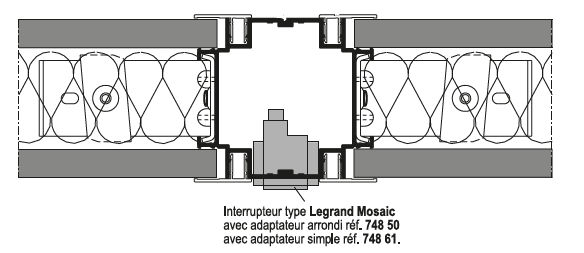 Interrupteur type Legrand Mosaic
avec adaptateur arrondi réf. 748 50
avec adaptateur simple réf. 748 61.